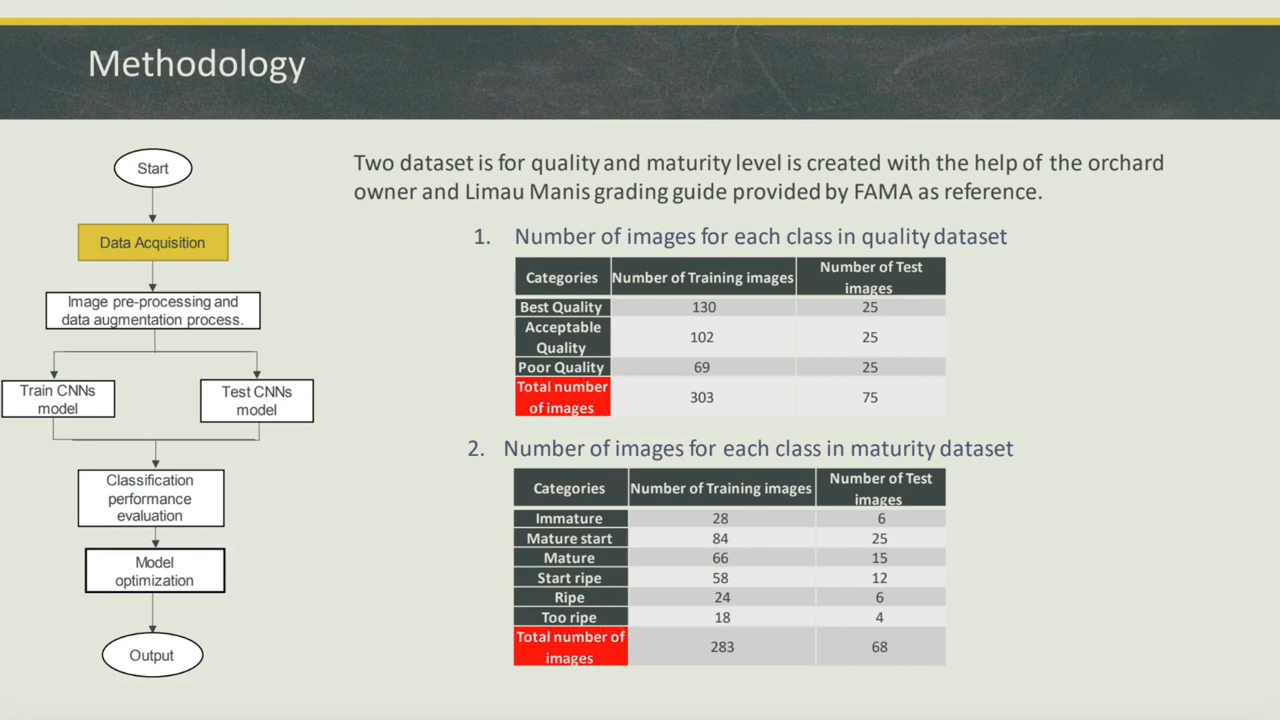 Methodology
Start
Data Acquisition
Image pre-processing and
data augmentation process.
Train CNNs
model
Test CNNs
model
Classification
performance
evaluation
Model
optimization
Output
Two dataset is for quality and maturity level is created with the help of the orchard
owner and Limau Manis grading guide provided by FAMA as reference.
1. Number of images for each class in quality dataset
Categories Number of Training images Number of Test
images
Best Quality 130 25
Acceptable
Quality 102 25
Poor Quality 69 25
Total number
of images 303 75
2. Number of images for each class in maturity dataset
Categories Number of Training images Number of Test
images
Immature 28 6
Mature start 84 25
Mature 66 15
Start ripe 58 12
Ripe 24 6
Too ripe 18 4
Total number of
images 283 68